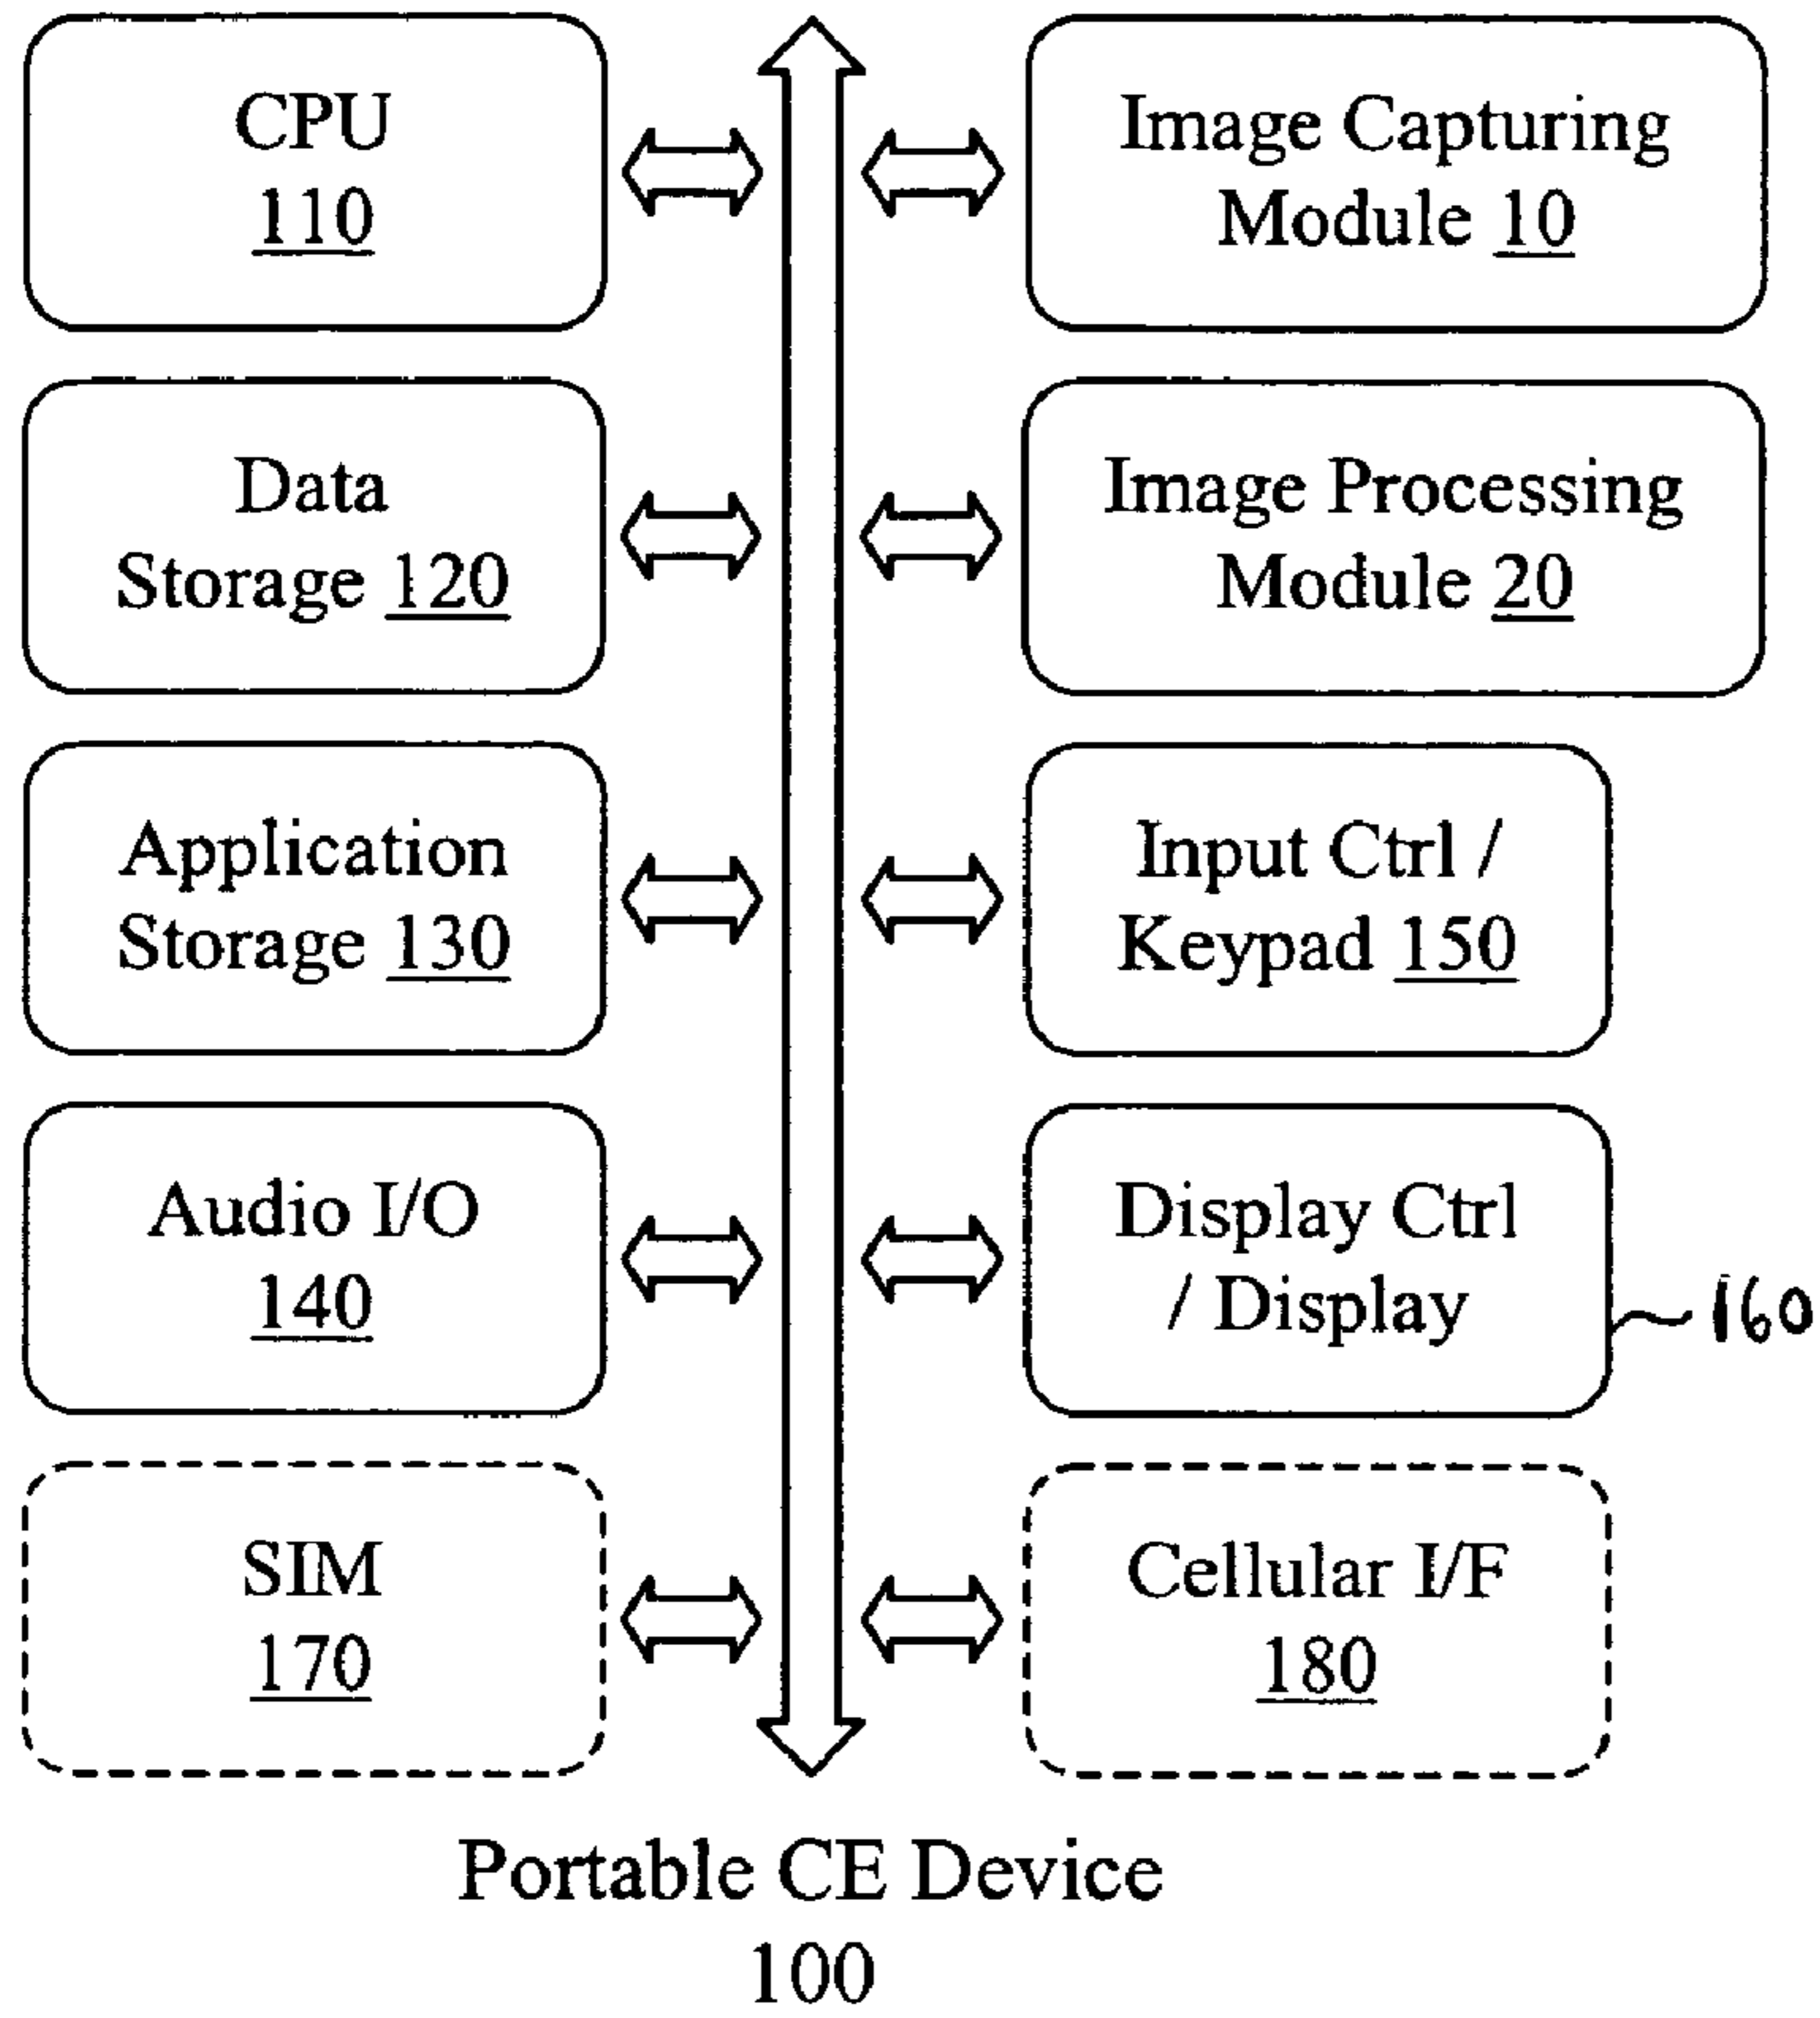 CPU
110
Image Capturing
Module 10
Data
Storage 120
Image Processing
Module 20
Application
Storage 130
Input Ctrl /
Keypad 150
Audio I/O
140
Display Ctrl
/ Display
160
SIM
170
Cellular I/F
180
Portable CE Device
100